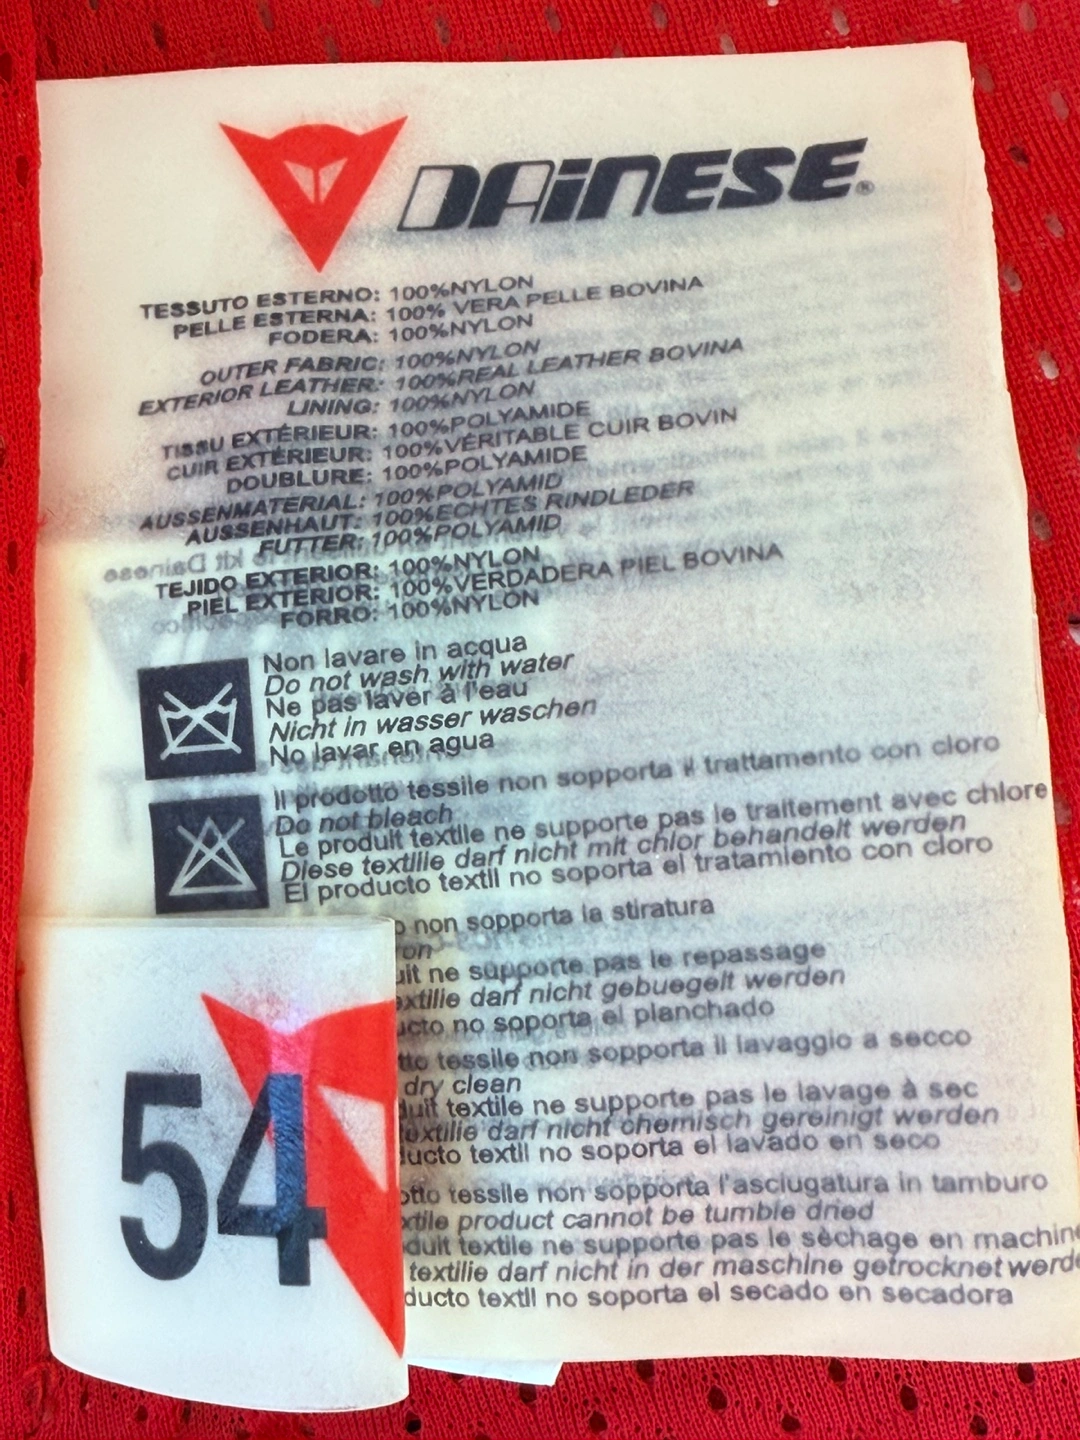 DAINESE®
TESSUTO ESTERNO: 100%NYLON
PELLE ESTERNA: 100% VERA PELLE BOVINA
FODERA: 100%NYLON
OUTER FABRIC: 100%NYLON
EXTERIOR LEATHER: 100%REAL LEATHER BOVINA
LINING: 100%NYLON
TISSU EXTÉRIEUR: 100%POLYAMIDE
CUIR EXTÉRIEUR: 100%VÉRITABLE CUIR BOVIN
DOUBLURE: 100%POLYAMIDE
AUSSENMATERIAL: 100%POLYAMID
AUSSENHAUT: 100%ECHTES RINDLEDER
FUTTER: 100%POLYAMID
TEJIDO EXTERIOR: 100%NYLON
PIEL EXTERIOR: 100%VERDADERA PIEL BOVINA
FORRO: 100%NYLON
Non lavare in acqua
Do not wash with water
Ne pas laver à l'eau
Nicht in wasser waschen
No lavar en agua
Il prodotto tessile non sopporta il trattamento con cloro
Do not bleach
Le produit textile ne supporte pas le traitement avec chlore
Diese textilie darf nicht mit chlor behandelt werden
El producto textil no soporta el tratamiento con cloro
o non sopporta la stiratura
ron
uit ne supporte pas le repassage
extilie darf nicht gebuegelt werden
ucto no soporta el planchado
tto tessile non sopporta il lavaggio a secco
dry clean
duit textile ne supporte pas le lavage à sec
textilie darf nicht chemisch gereinigt werden
ducto textil no soporta el lavado en seco
otto tessile non sopporta l'asciugatura in tamburo
xtile product cannot be tumble dried
duit textile ne supporte pas le sèchage en machine
textilie darf nicht in der maschine getrocknet werde
ducto textil no soporta el secado en secadora
54